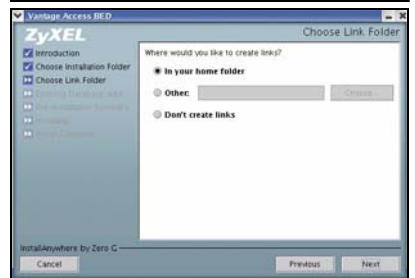 Vantage Access BED
ZyXEL
Choose Link Folder
Introduction
Choose Installation Folder
Choose Link Folder
Where would you like to create links?
In your home folder
Other:
Choose...
Don't create links
InstallAnywhere by Zero G
Cancel
Previous
Next